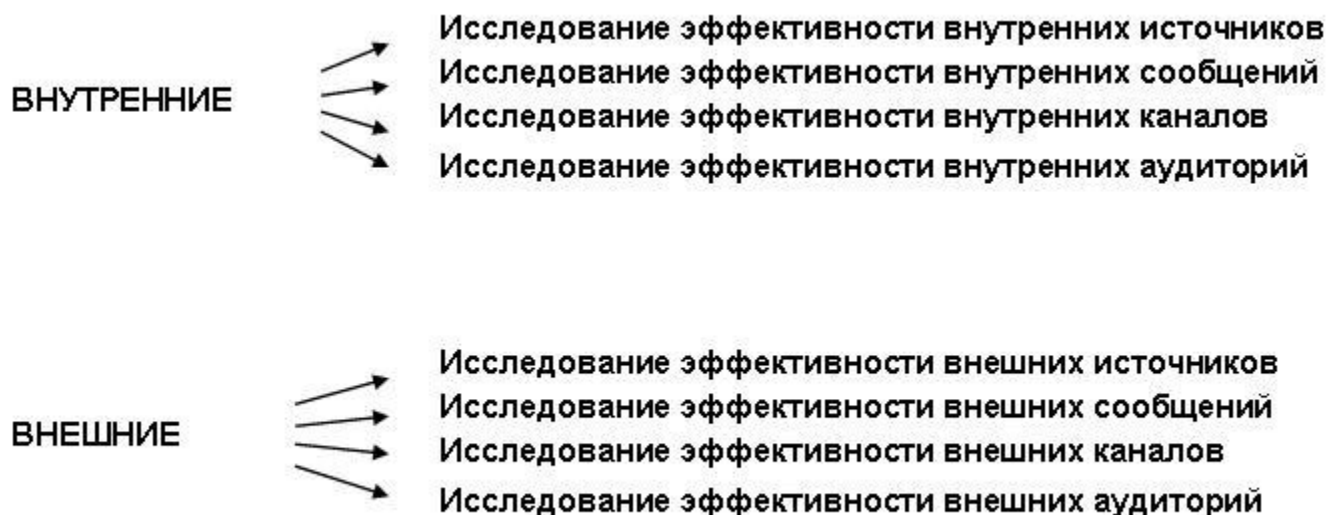 Исследование эффективности внутренних источников
Исследование эффективности внутренних сообщений
ВНУТРЕННИЕ
Исследование эффективности внутренних каналов
Исследование эффективности внутренних аудиторий
Исследование эффективности внешних источников
Исследование эффективности внешних сообщений
ВНЕШНИЕ
Исследование эффективности внешних каналов
Исследование эффективности внешних аудиторий